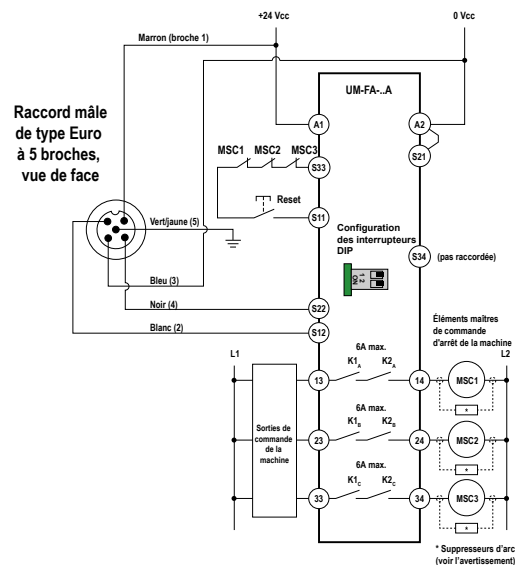 +24 Vcc
0 Vcc
Marron (broche 1)
UM-FA-..A
Raccord mâle
de type Euro
à 5 broches,
vue de face
A1
A2
MSC1 MSC2 MSC3
S21
S33
Reset
S11
Vert/jaune (5)
Configuration
des interrupteurs
DIP
S34 (pas raccordée)
1 2
ON
Bleu (3)
Noir (4)
S22
Blanc (2)
S12
Éléments maîtres
de commande
d'arrêt de la machine
L1
L2
6A max.
13 K1A K2A 14 MSC1
*
Sorties de
commande
de la
machine
6A max.
23 K1B K2B 24 MSC2
*
6A max.
33 K1C K2C 34 MSC3
*
* Suppresseurs d'arc
(voir l'avertissement)